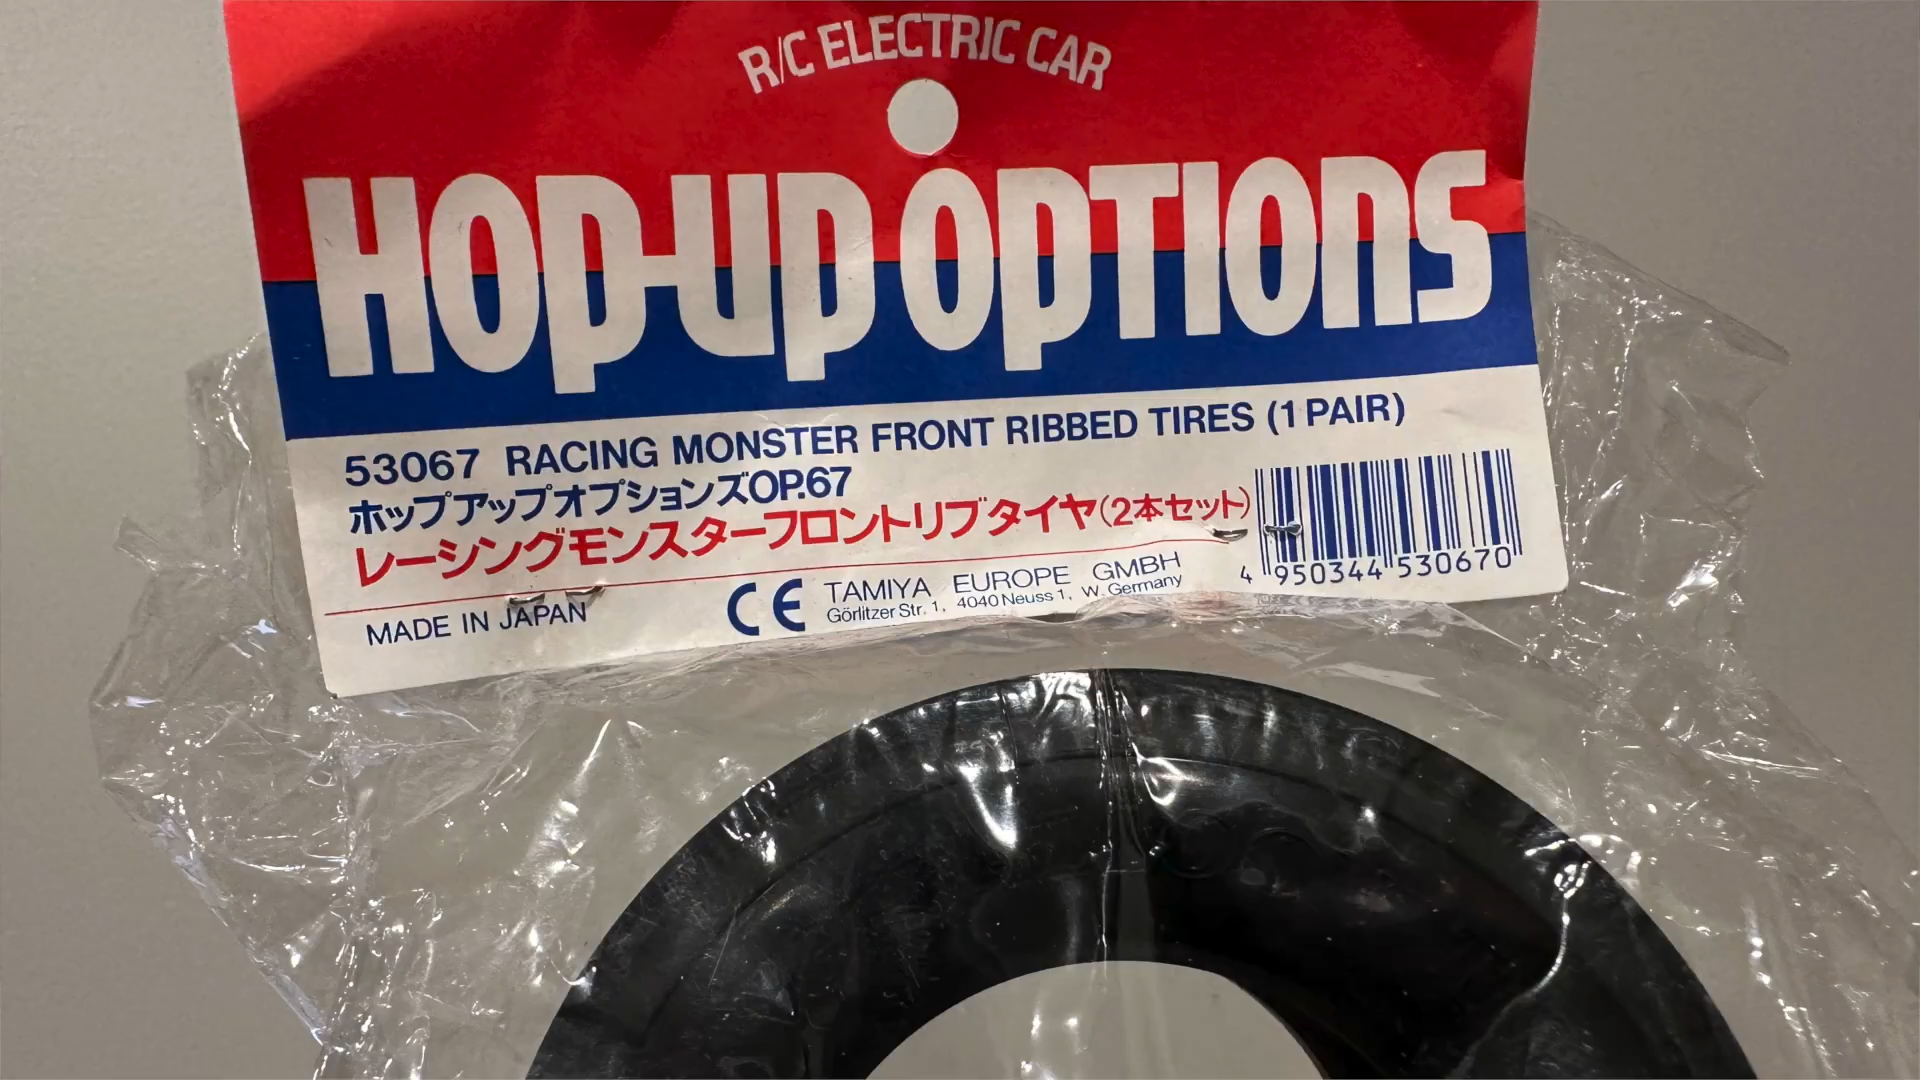 R/C ELECTRIC CAR
HOP-UP OPTIONS
53067 RACING MONSTER FRONT RIBBED TIRES (1 PAIR)
ホップアップオプションズOP.67
レーシングモンスターフロントリブタイヤ(2本セット)
MADE IN JAPAN
CE
TAMIYA EUROPE GMBH
Görlitzer Str. 1, 4040 Neuss 1, W. Germany
4 950344 530670